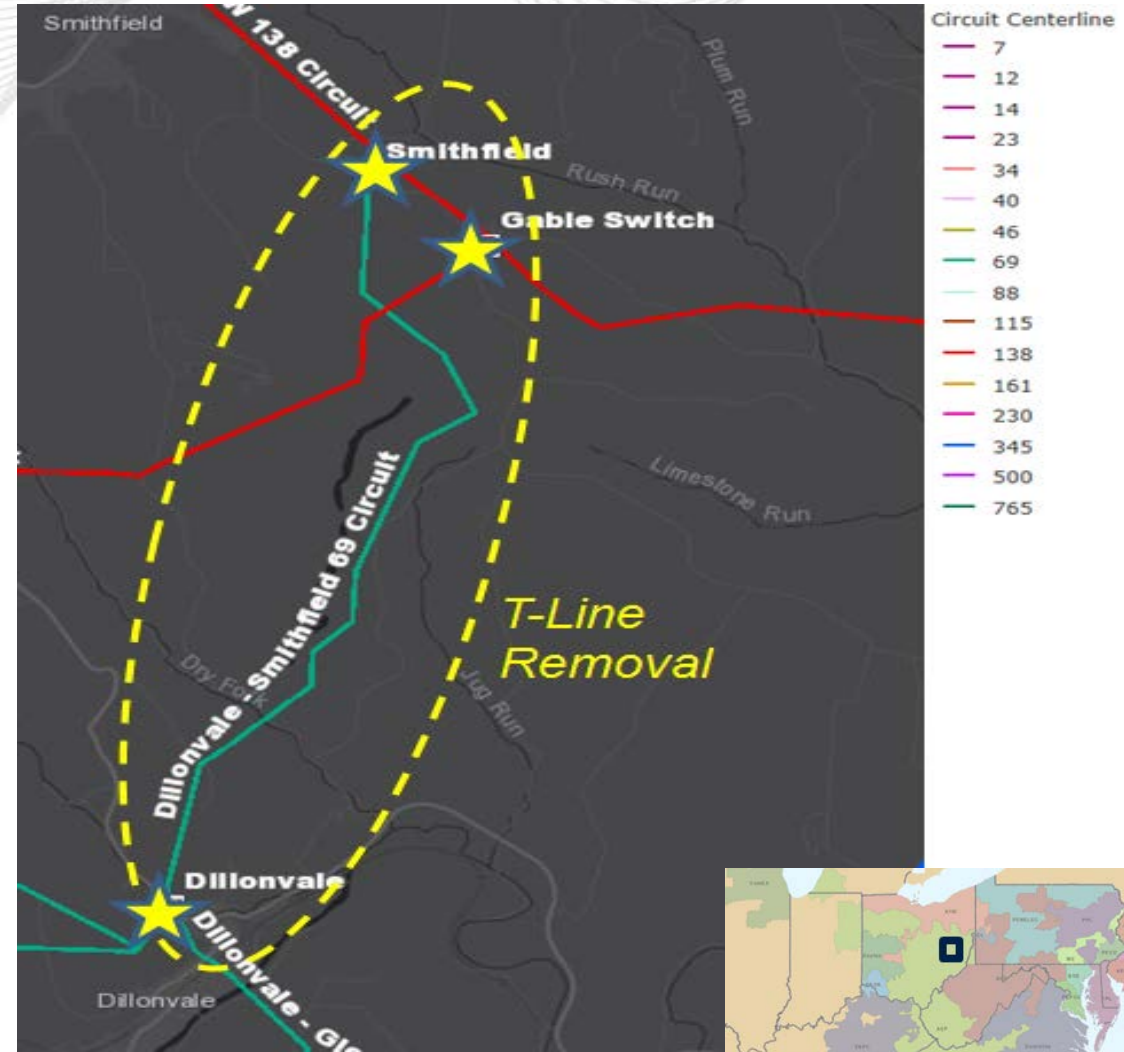 Smithfield
W 138 Circuit
Plum Run
Smithfield
Rush Run
Gable Switch
Limestone Run
Dillonvale - Smithfield 69 Circuit
T-Line
Removal
Dry Fork
Jug Run
Dillonvale
Dillonvale - Gle
Dillonvale
Circuit Centerline
7
12
14
23
34
40
46
69
88
115
138
161
230
345
500
765
AEP